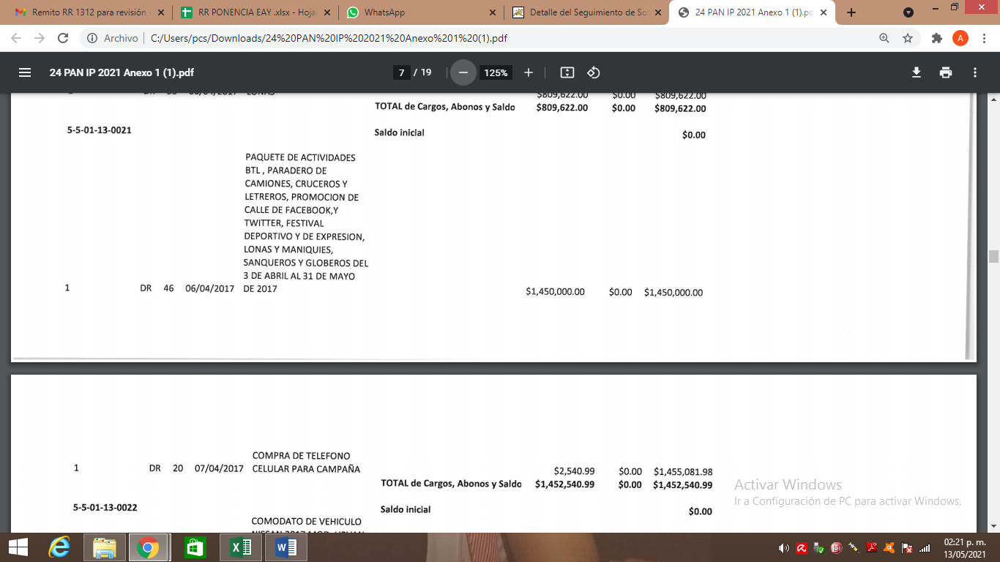 Remito RR 1312 para revisión
RR PONENCIA EAY .xlsx - Hoja
WhatsApp
Detalle del Seguimiento de So
24 PAN IP 2021 Anexo 1 (1).pd
Archivo
C:/Users/pcs/Downloads/24%20PAN%20IP%202021%20Anexo%201%20(1).pdf
A
24 PAN IP 2021 Anexo 1 (1).pdf
7 / 19
125%
DR 06/04/2017 LONAS $809,622.00 $0.00 $809,622.00
TOTAL de Cargos, Abonos y Saldo $809,622.00 $0.00 $809,622.00
5-5-01-13-0021 Saldo inicial $0.00
PAQUETE DE ACTIVIDADES
BTL , PARADERO DE
CAMIONES, CRUCEROS Y
LETREROS, PROMOCION DE
CALLE DE FACEBOOK,Y
TWITTER, FESTIVAL
DEPORTIVO Y DE EXPRESION,
LONAS Y MANIQUIES,
SANQUEROS Y GLOBEROS DEL
3 DE ABRIL AL 31 DE MAYO
1 DR 46 06/04/2017 DE 2017 $1,450,000.00 $0.00 $1,450,000.00
COMPRA DE TELEFONO
1 DR 20 07/04/2017 CELULAR PARA CAMPAÑA $2,540.99 $0.00 $1,455,081.98
TOTAL de Cargos, Abonos y Saldo $1,452,540.99 $0.00 $1,452,540.99
5-5-01-13-0022 Saldo inicial $0.00
COMODATO DE VEHICULO
Activar Windows
Ir a Configuración de PC para activar Windows.
02:21 p. m.
13/05/2021